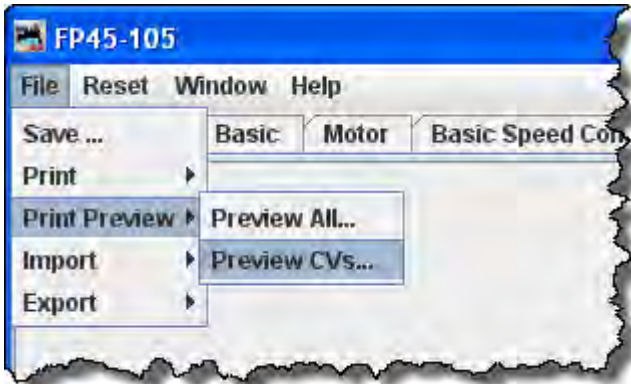 FP45-105
File Reset Window Help
Save ... Basic Motor Basic Speed Con
Print
Print Preview Preview All...
Import Preview CVs...
Export